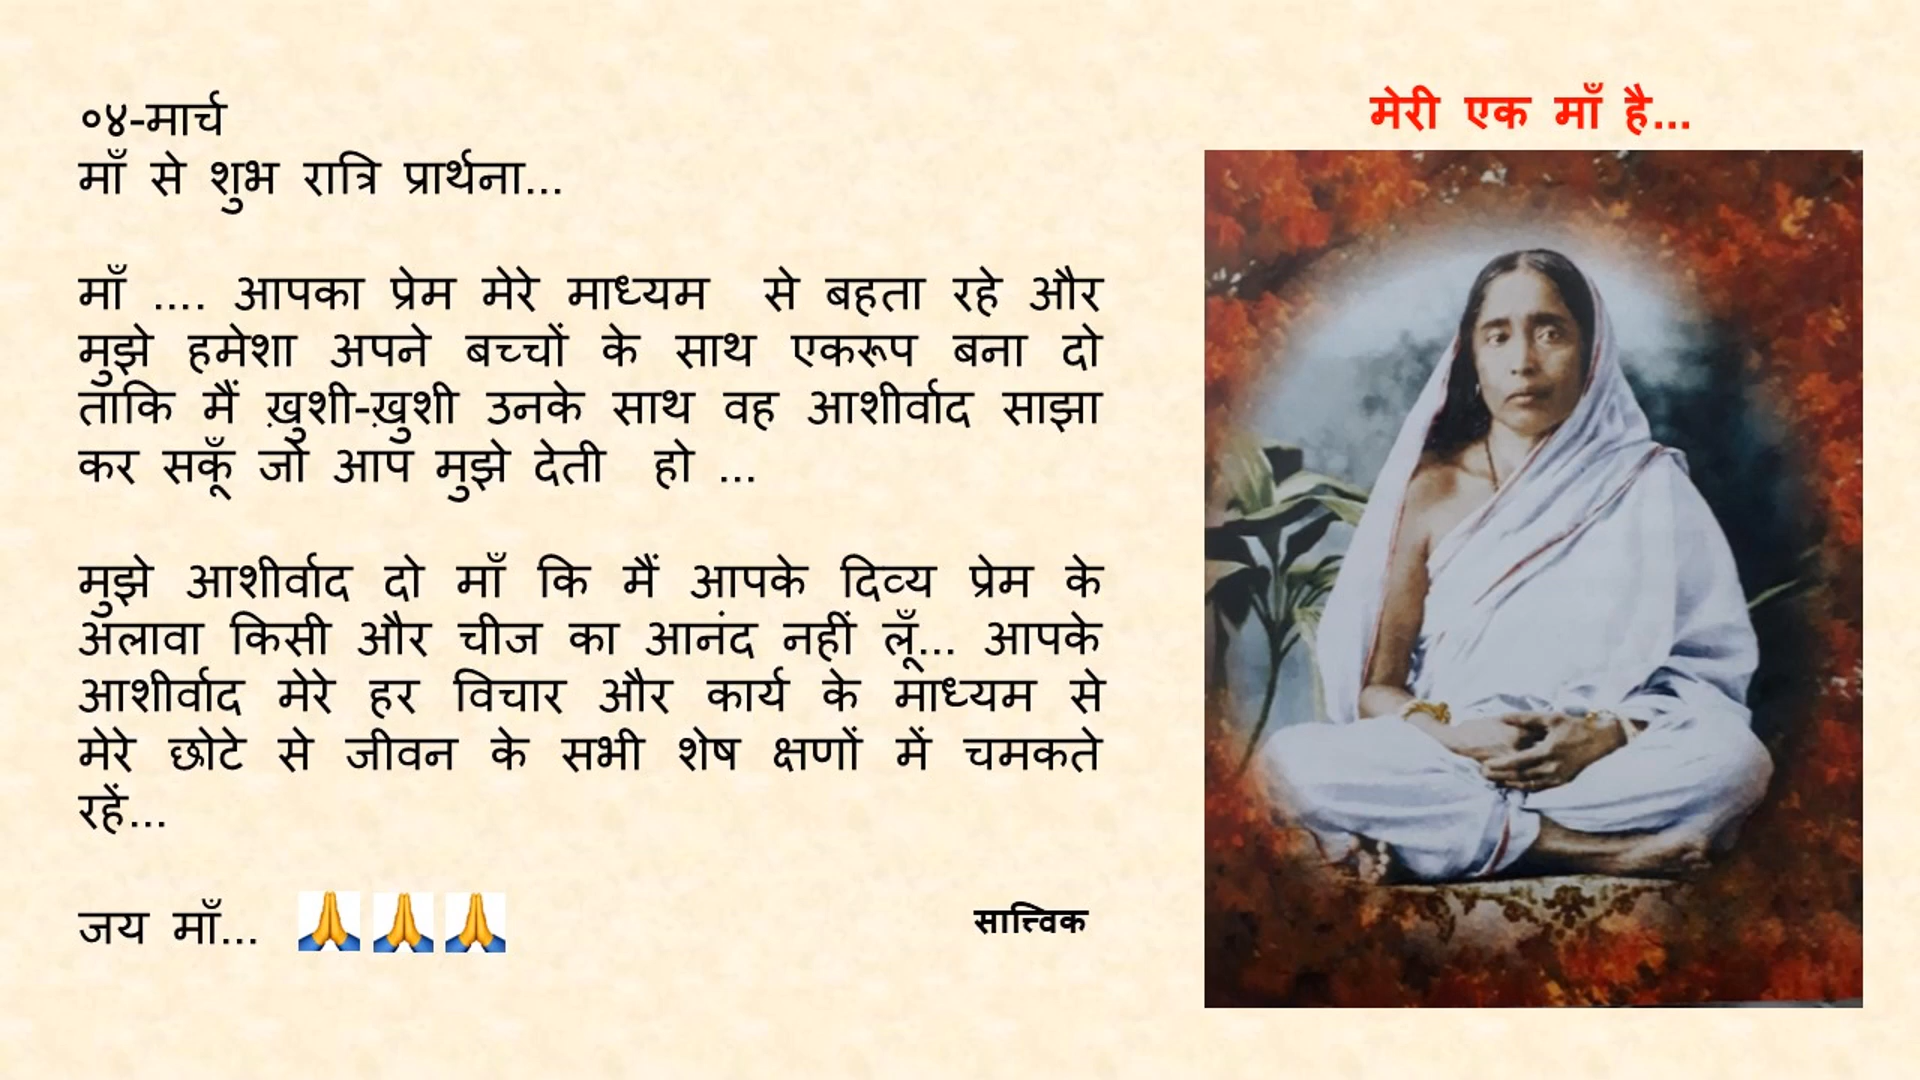 ०४-मार्च
माँ से शुभ रात्रि प्रार्थना...
माँ .... आपका प्रेम मेरे माध्यम से बहता रहे और
मुझे हमेशा अपने बच्चों के साथ एकरूप बना दो
ताकि मैं ख़ुशी-ख़ुशी उनके साथ वह आशीर्वाद साझा
कर सकूँ जो आप मुझे देती हो ...
मुझे आशीर्वाद दो माँ कि मैं आपके दिव्य प्रेम के
अलावा किसी और चीज का आनंद नहीं लूँ... आपके
आशीर्वाद मेरे हर विचार और कार्य के माध्यम से
मेरे छोटे से जीवन के सभी शेष क्षणों में चमकते
रहें...
जय माँ... 🙏🙏🙏
सात्त्विक
मेरी एक माँ है...